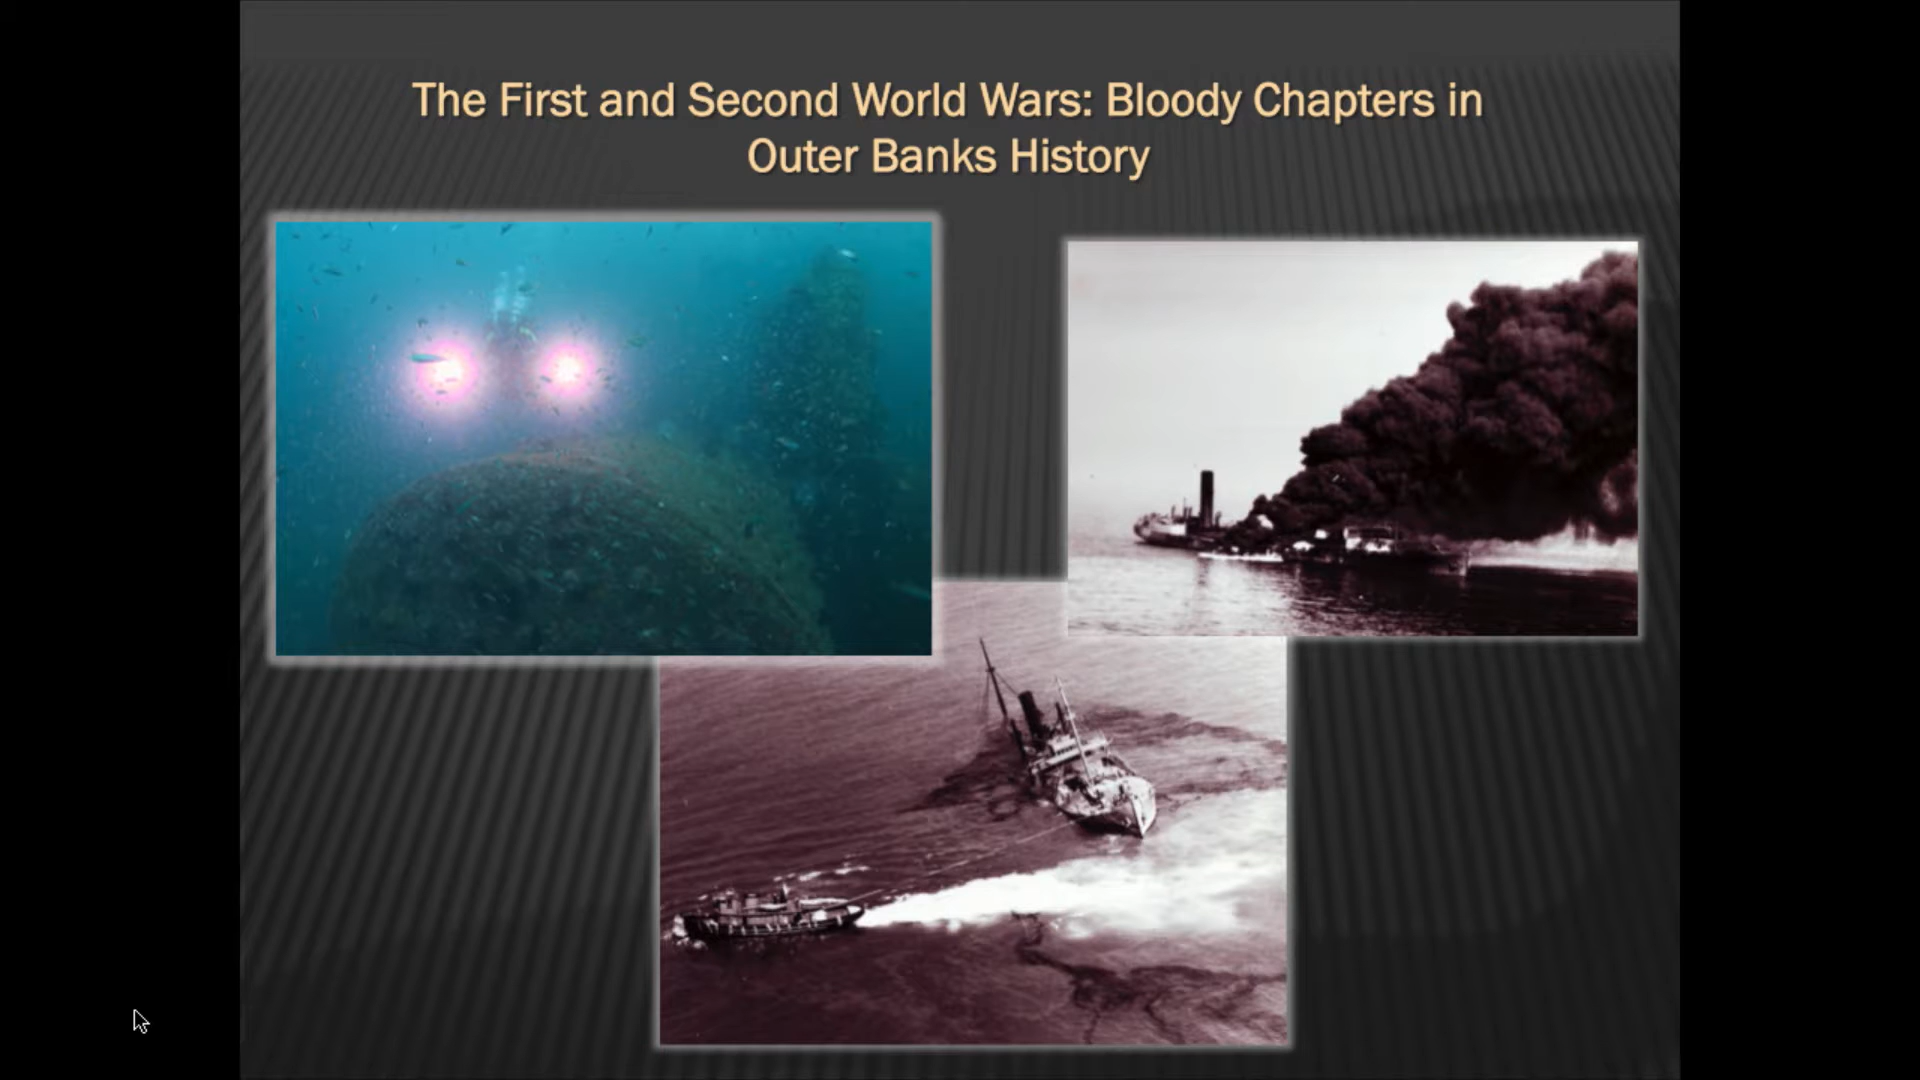 The First and Second World Wars: Bloody Chapters in
Outer Banks History